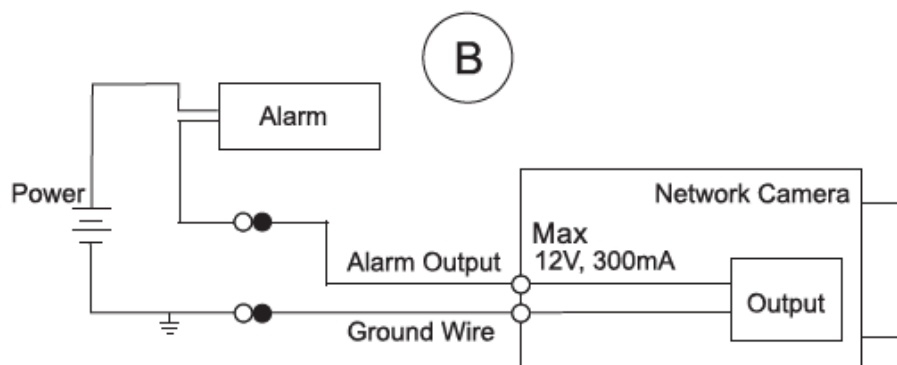 B
Alarm
Power
Network Camera
Max
12V, 300mA
Alarm Output
Output
Ground Wire